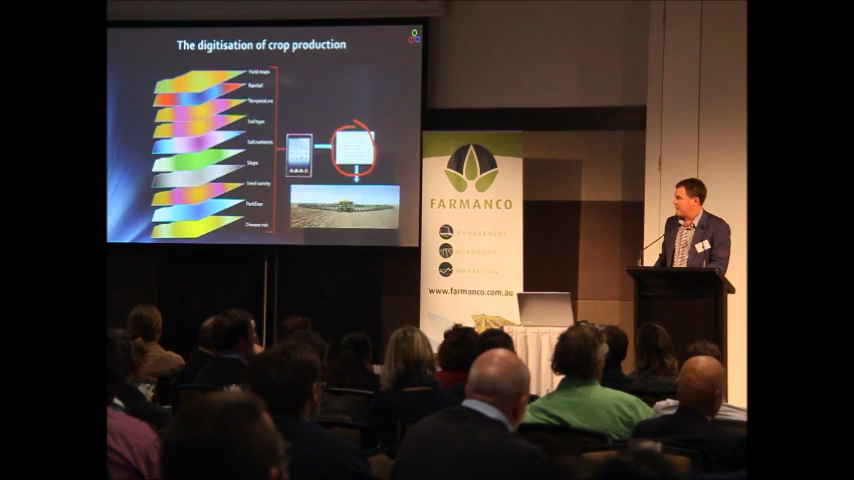 The digitisation of crop production
Yield maps
Rainfall
Temperature
Soil type
Soil nutrients
Slope
Seed variety
Fertiliser
Disease risk
FARMANCO
MANAGEMENT
AGRONOMY
MARKETING
www.farmanco.com.au